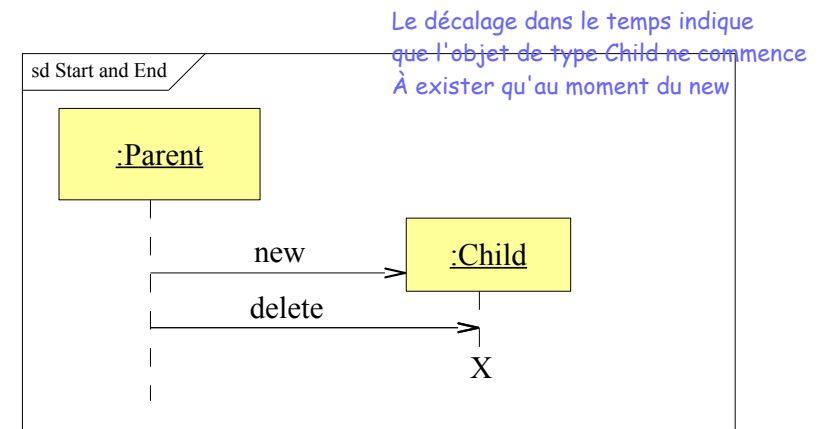 Le décalage dans le temps indique
que l'objet de type Child ne commence
À exister qu'au moment du new
sd Start and End
:Parent
:Child
new
delete
X